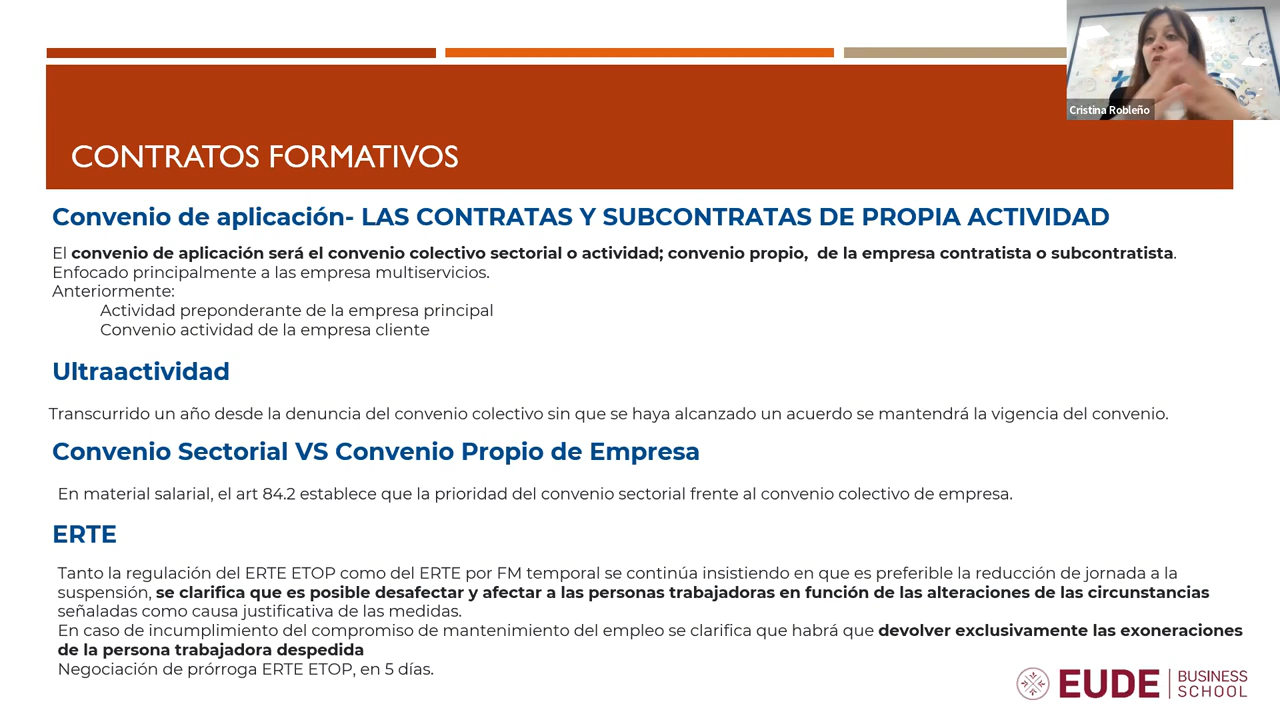 Cristina Robleño
CONTRATOS FORMATIVOS
Convenio de aplicación- LAS CONTRATAS Y SUBCONTRATAS DE PROPIA ACTIVIDAD
El convenio de aplicación será el convenio colectivo sectorial o actividad; convenio propio, de la empresa contratista o subcontratista.
Enfocado principalmente a las empresa multiservicios.
Anteriormente:
Actividad preponderante de la empresa principal
Convenio actividad de la empresa cliente
Ultraactividad
Transcurrido un año desde la denuncia del convenio colectivo sin que se haya alcanzado un acuerdo se mantendrá la vigencia del convenio.
Convenio Sectorial VS Convenio Propio de Empresa
En material salarial, el art 84.2 establece que la prioridad del convenio sectorial frente al convenio colectivo de empresa.
ERTE
Tanto la regulación del ERTE ETOP como del ERTE por FM temporal se continúa insistiendo en que es preferible la reducción de jornada a la
suspensión, se clarifica que es posible desafectar y afectar a las personas trabajadoras en función de las alteraciones de las circunstancias
señaladas como causa justificativa de las medidas.
En caso de incumplimiento del compromiso de mantenimiento del empleo se clarifica que habrá que devolver exclusivamente las exoneraciones
de la persona trabajadora despedida
Negociación de prórroga ERTE ETOP, en 5 días.
EUDE BUSINESS
SCHOOL